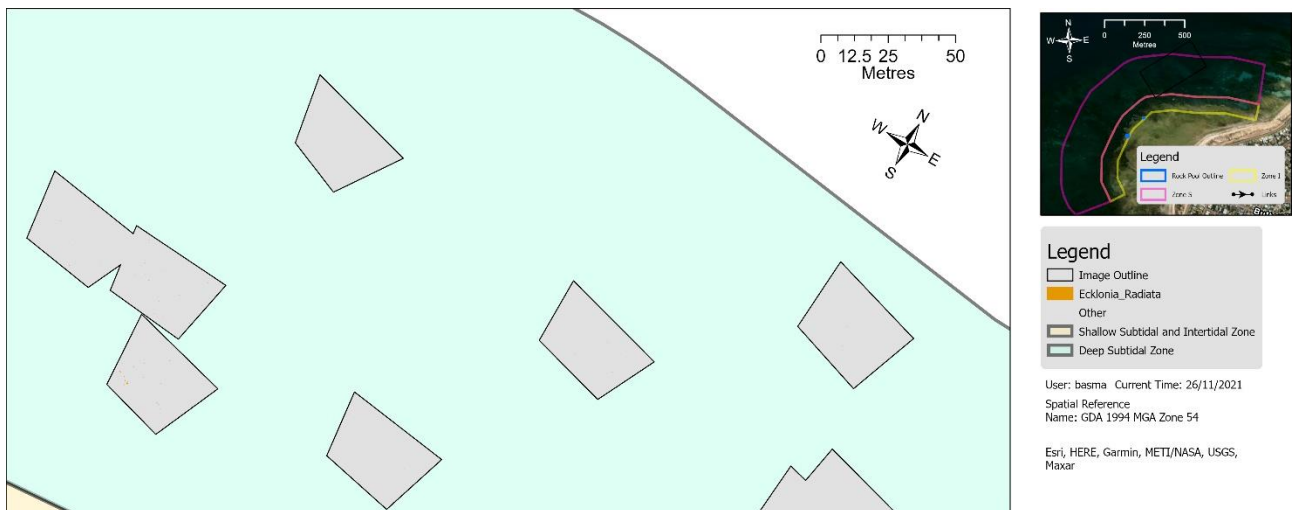 0 12.5 25 50
Metres
N
W E
S
N
W E
S
0 250 500
Metres
Legend
Rock Pool Outline
Zone I
Zone S
Links
Legend
Image Outline
Ecklonia_Radiata
Other
Shallow Subtidal and Intertidal Zone
Deep Subtidal Zone
User: basma Current Time: 26/11/2021
Spatial Reference
Name: GDA 1994 MGA Zone 54
Esri, HERE, Garmin, METI/NASA, USGS,
Maxar